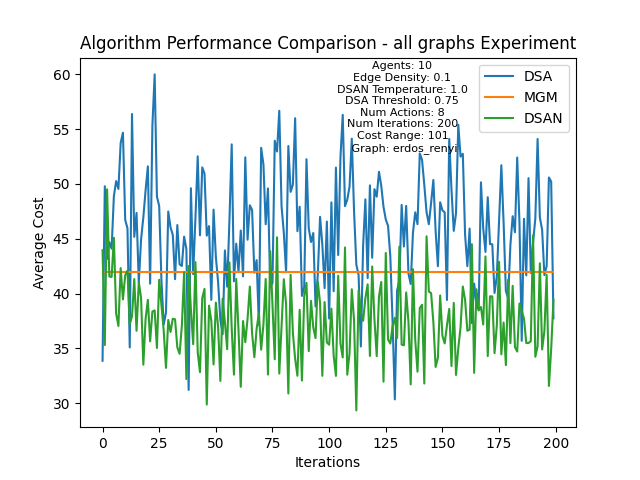 Algorithm Performance Comparison - all graphs Experiment
Agents: 10
Edge Density: 0.1
DSAN Temperature: 1.0
DSA Threshold: 0.75
Num Actions: 8
Num Iterations: 200
Cost Range: 101
Graph: erdos_renyi
DSA
MGM
DSAN
Average Cost
60
55
50
45
40
35
30
0 25 50 75 100 125 150 175 200
Iterations